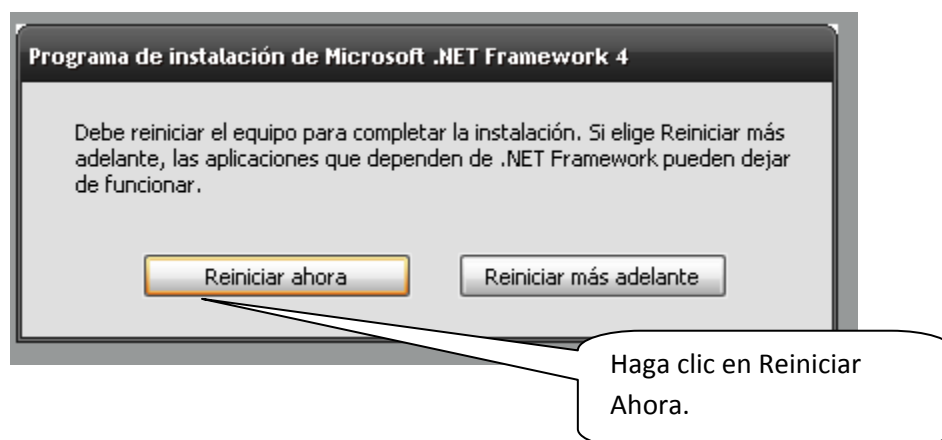 Programa de instalación de Microsoft .NET Framework 4
Debe reiniciar el equipo para completar la instalación. Si elige Reiniciar más
adelante, las aplicaciones que dependen de .NET Framework pueden dejar
de funcionar.
Reiniciar ahora
Reiniciar más adelante
Haga clic en Reiniciar
Ahora.